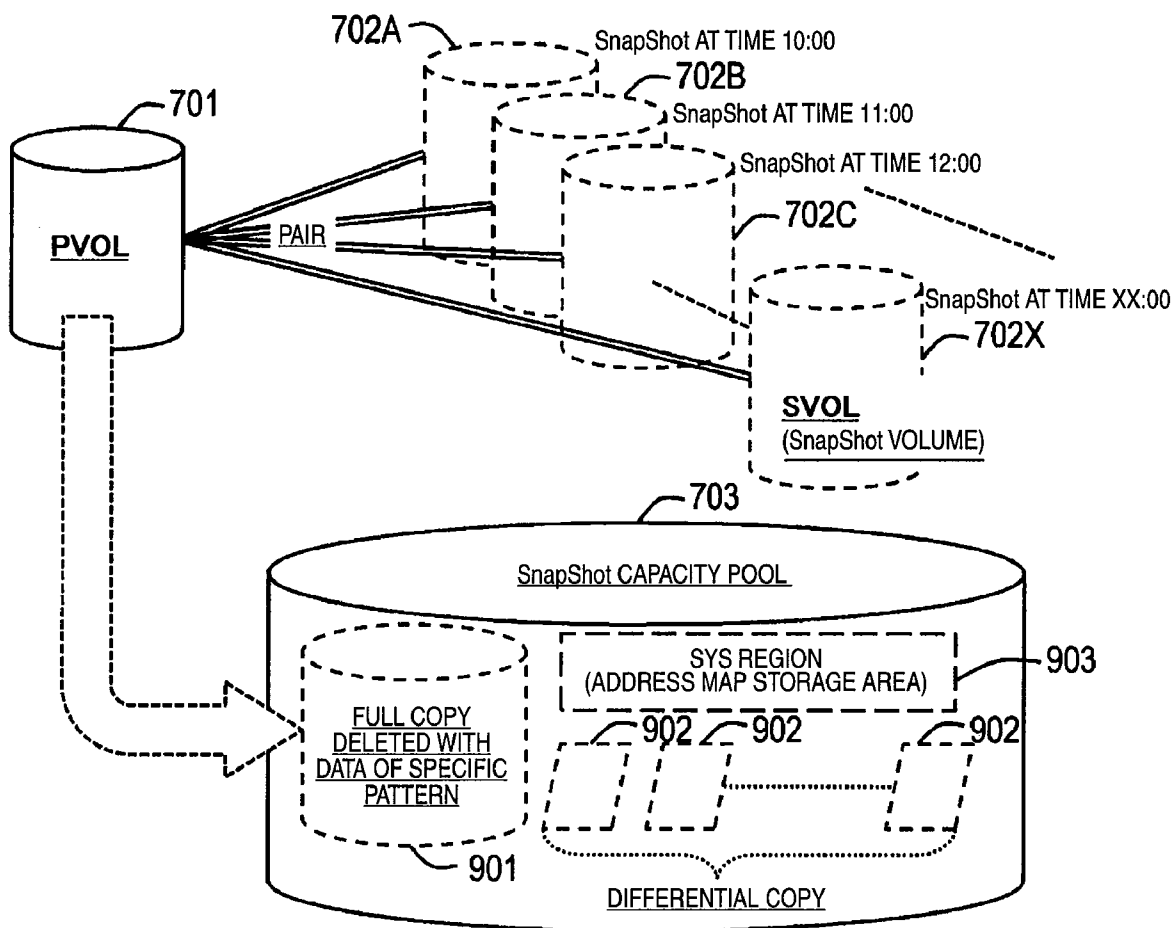 702A
SnapShot AT TIME 10:00
702B
701
SnapShot AT TIME 11:00
SnapShot AT TIME 12:00
702C
PVOL
PAIR
SnapShot AT TIME XX:00
702X
SVOL
(SnapShot VOLUME)
703
SnapShot CAPACITY POOL
SYS REGION
(ADDRESS MAP STORAGE AREA)
903
FULL COPY
DELETED WITH
DATA OF SPECIFIC
PATTERN
902
902
902
901
DIFFERENTIAL COPY